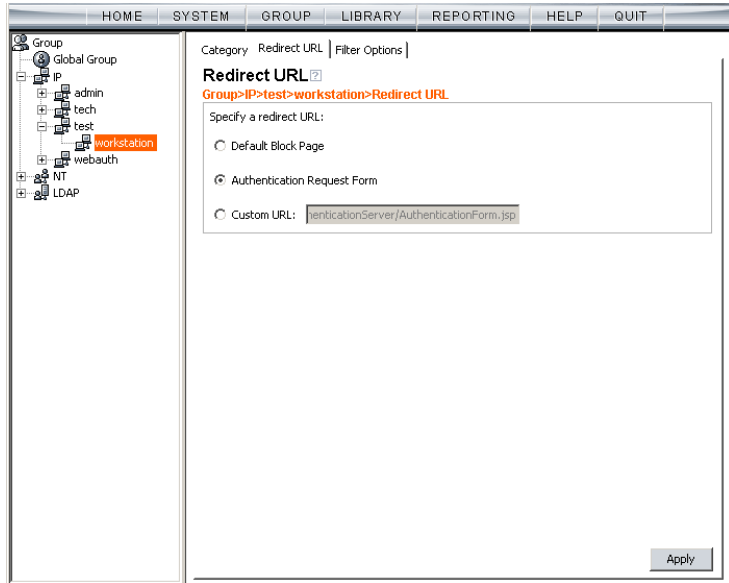 HOME SYSTEM GROUP LIBRARY REPORTING HELP QUIT
Group
Global Group
IP
admin
tech
test
workstation
webauth
NT
LDAP
Category Redirect URL Filter Options
Redirect URL ?
Group>IP>test>workstation>Redirect URL
Specify a redirect URL:
Default Block Page
Authentication Request Form
Custom URL: henticationServer/AuthenticationForm.jsp
Apply